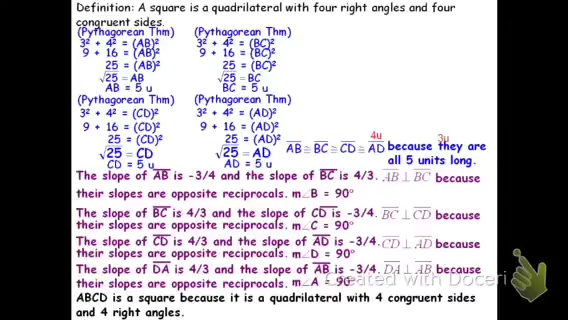 Definition: A square is a quadrilateral with four right angles and four
congruent sides.
(Pythagorean Thm) (Pythagorean Thm)
3² + 4² = (AB)² 3² + 4² = (BC)²
9 + 16 = (AB)² 9 + 16 = (BC)²
25 = (AB)² 25 = (BC)²
√25 = AB √25 = BC
AB = 5 u BC = 5 u
(Pythagorean Thm) (Pythagorean Thm)
3² + 4² = (CD)² 3² + 4² = (AD)²
9 + 16 = (CD)² 9 + 16 = (AD)²
25 = (CD)² 25 = (AD)²
√25 = CD √25 = AD
CD = 5 u AD = 5 u
4u 3u
AB ≅ BC ≅ CD ≅ AD because they are
all 5 units long.
The slope of AB is -3/4 and the slope of BC is 4/3. AB ⊥ BC because
their slopes are opposite reciprocals. m∠B = 90°
The slope of BC is 4/3 and the slope of CD is -3/4. BC ⊥ CD because
their slopes are opposite reciprocals. m∠C = 90°
The slope of CD is 4/3 and the slope of AD is -3/4. CD ⊥ AD because
their slopes are opposite reciprocals. m∠D = 90°
The slope of DA is 4/3 and the slope of AB is -3/4. DA ⊥ AB because
their slopes are opposite reciprocals. m∠A = 90°
Created with Doceri
ABCD is a square because it is a quadrilateral with 4 congruent sides
and 4 right angles.